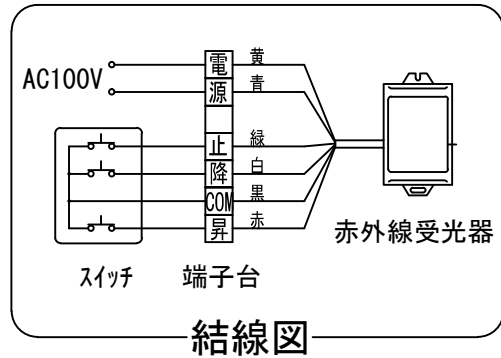 AC100V
電 黄
源 青
止 緑
降 白
COM 黒
昇 赤
赤外線受光器
スイッチ
端子台
結線図